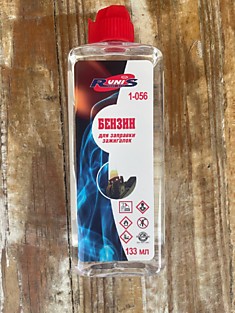 RUNIS
1-056
БЕНЗИН
для заправки
зажигалок
133 мл